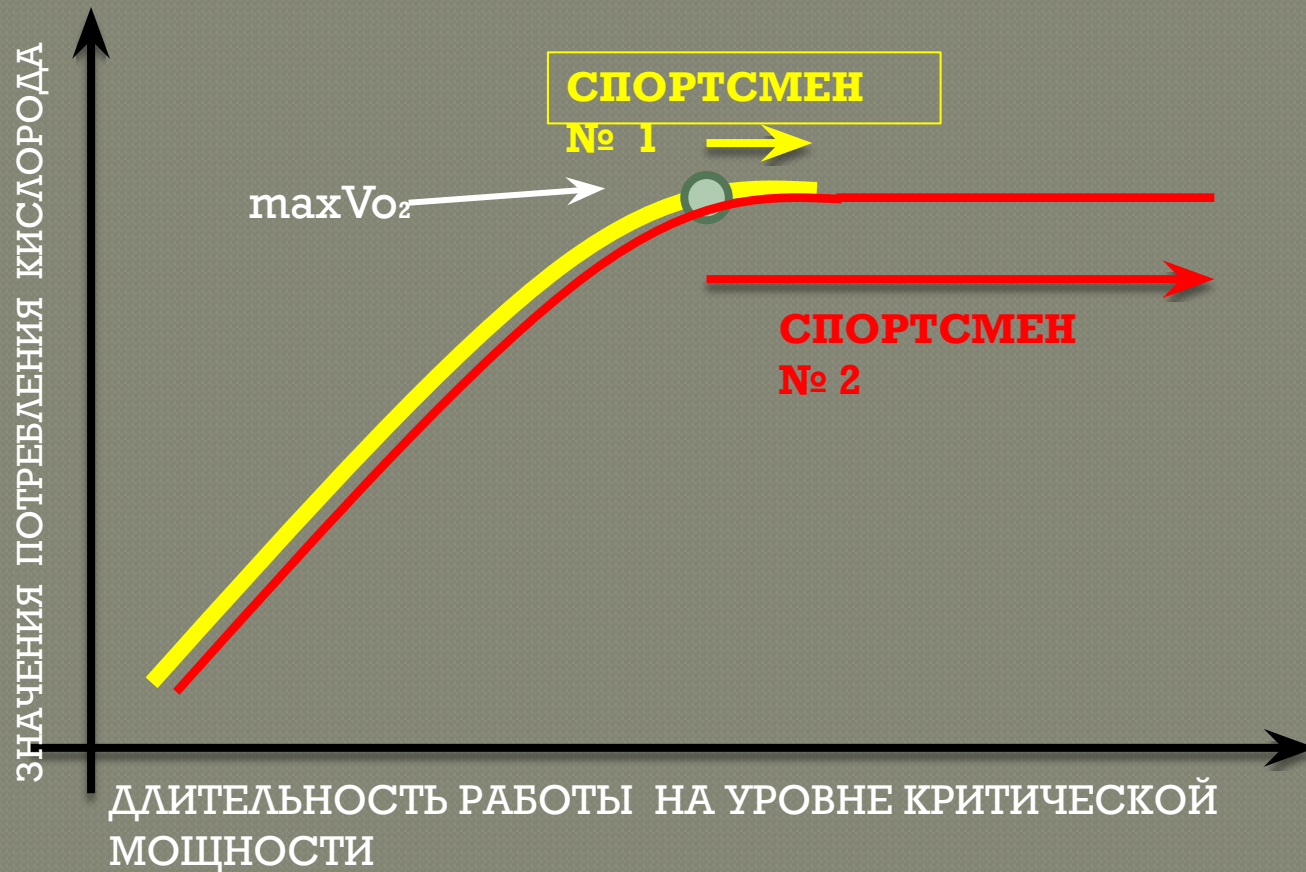 ЗНАЧЕНИЯ ПОТРЕБЛЕНИЯ КИСЛОРОДА
СПОРТСМЕН
№ 1
maxVo₂
СПОРТСМЕН
№ 2
ДЛИТЕЛЬНОСТЬ РАБОТЫ НА УРОВНЕ КРИТИЧЕСКОЙ
МОЩНОСТИ